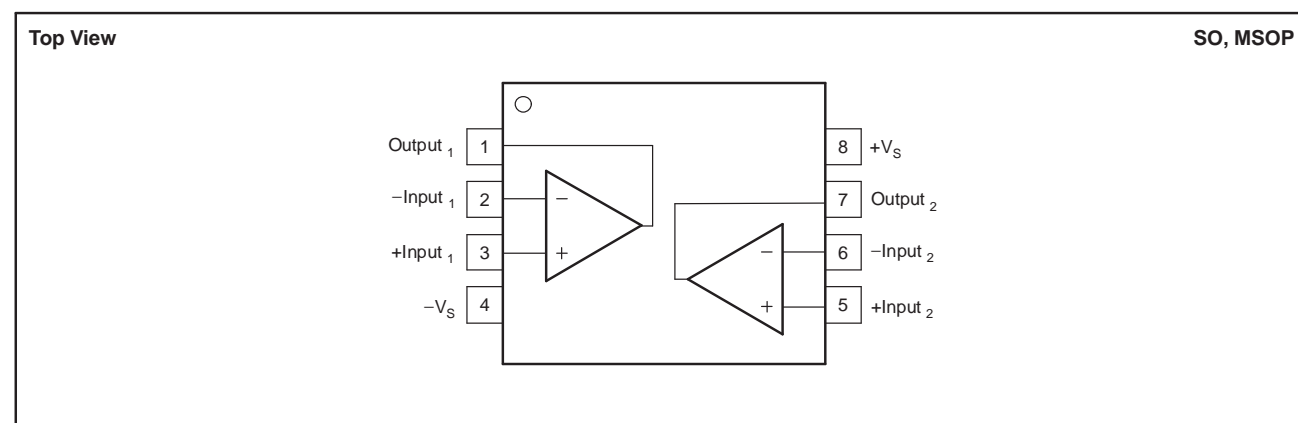 Top View
SO, MSOP
Output 1
1
−Input 1
2
+Input 1
3
−VS
4
8
+VS
7
Output 2
6
−Input 2
5
+Input 2
−
+
−
+